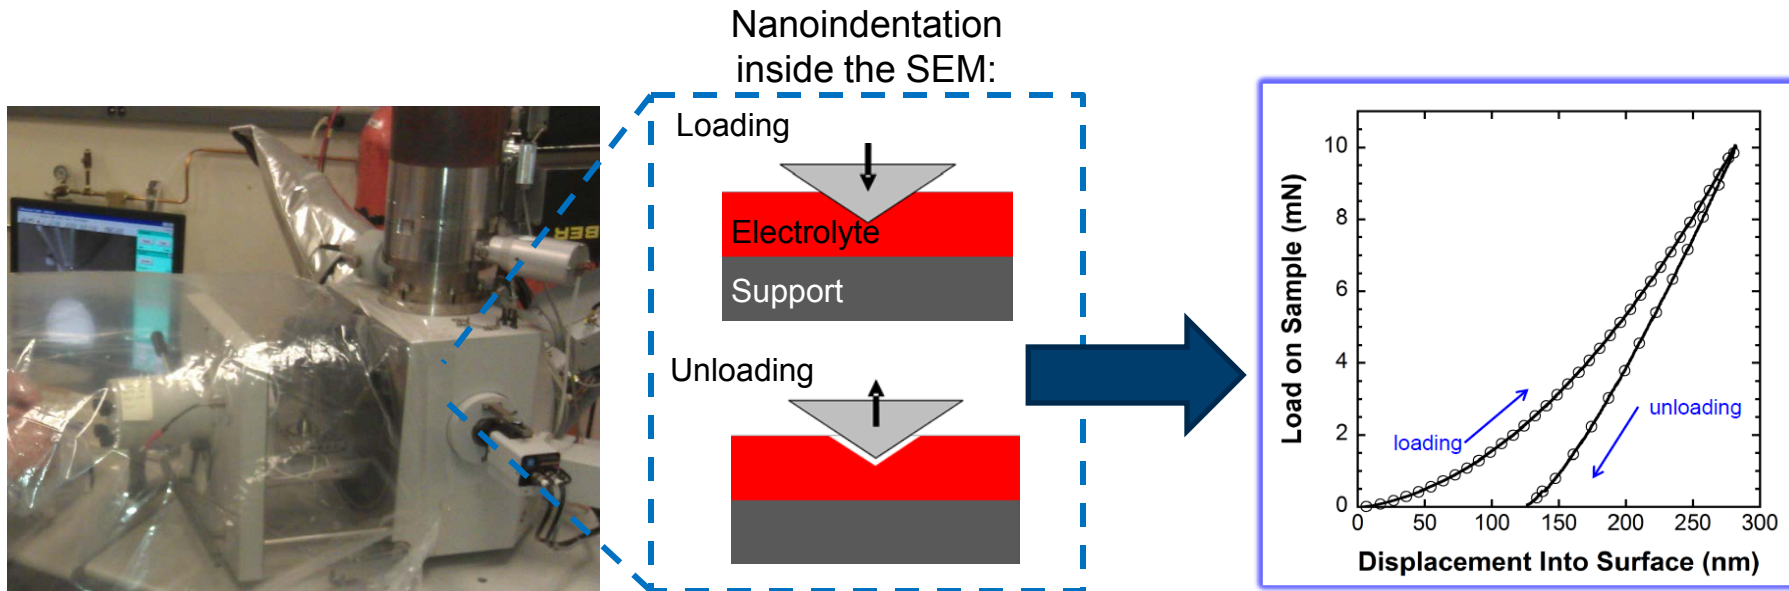 Nanoindentation
inside the SEM:
Loading
Electrolyte
Support
Unloading
BER
Load on Sample (mN)
10
8
6
4
2
0
0
50
100
150
200
250
300
loading
unloading
Displacement Into Surface (nm)